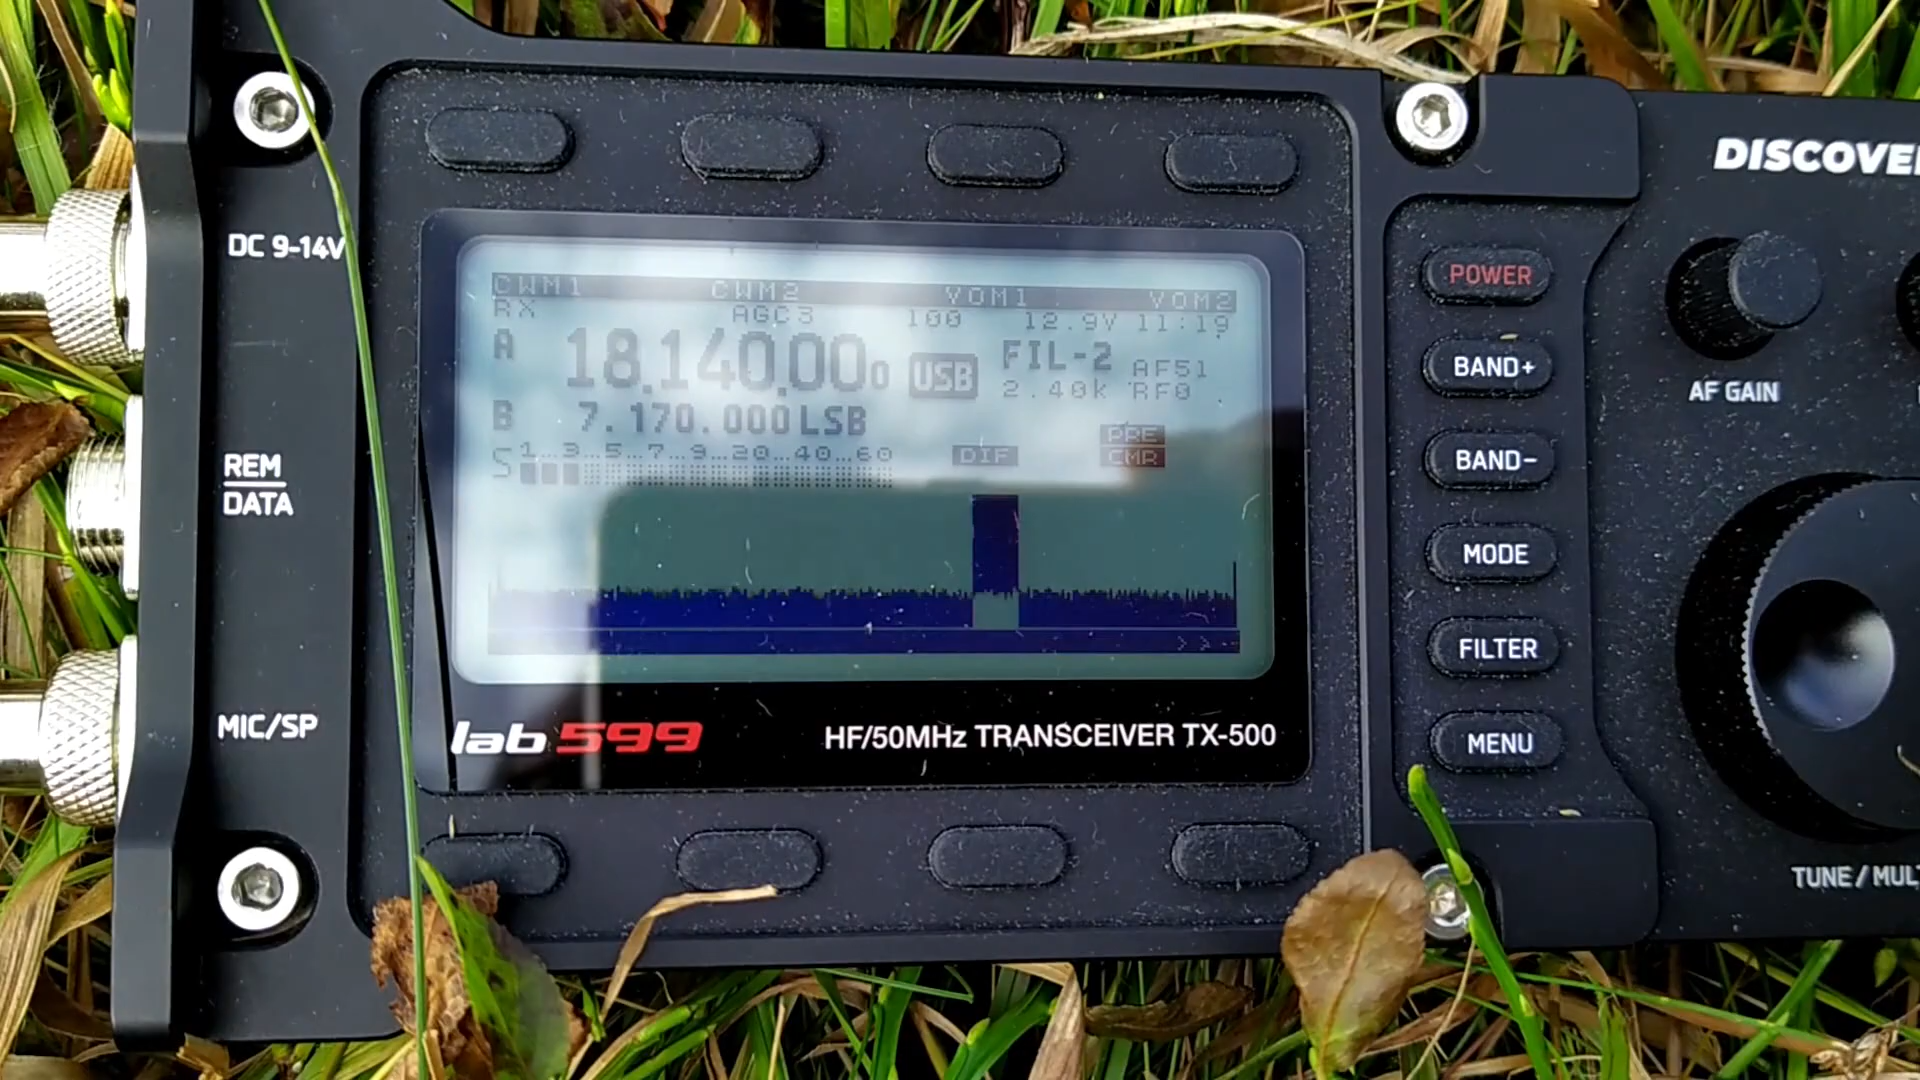 DISCOVE
DC 9-14V
REM
DATA
MIC/SP
CWM1 CWM2 VOM1 VOM2
RX AGC3 100 12.9V 11:19
A 18.140.000 USB FIL-2 AF51
2.40k RF0
B 7.170.000 LSB
PRE
S 1...3...5...7...9...20...40...60
DIF CMR
>>
lab599
HF/50MHz TRANSCEIVER TX-500
POWER
BAND+
BAND-
MODE
FILTER
MENU
AF GAIN
TUNE/MUL